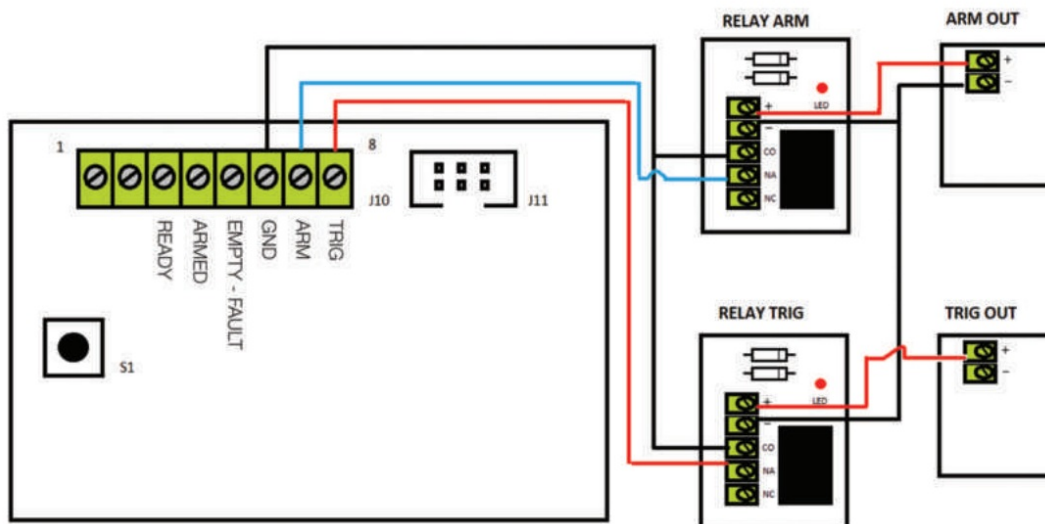 RELAY ARM
ARM OUT
+
−
LED
+
−
CO
NA
NC
1
8
J10
J11
READY
ARMED
EMPTY - FAULT
GND
ARM
TRIG
S1
RELAY TRIG
TRIG OUT
+
−
LED
+
−
CO
NA
NC